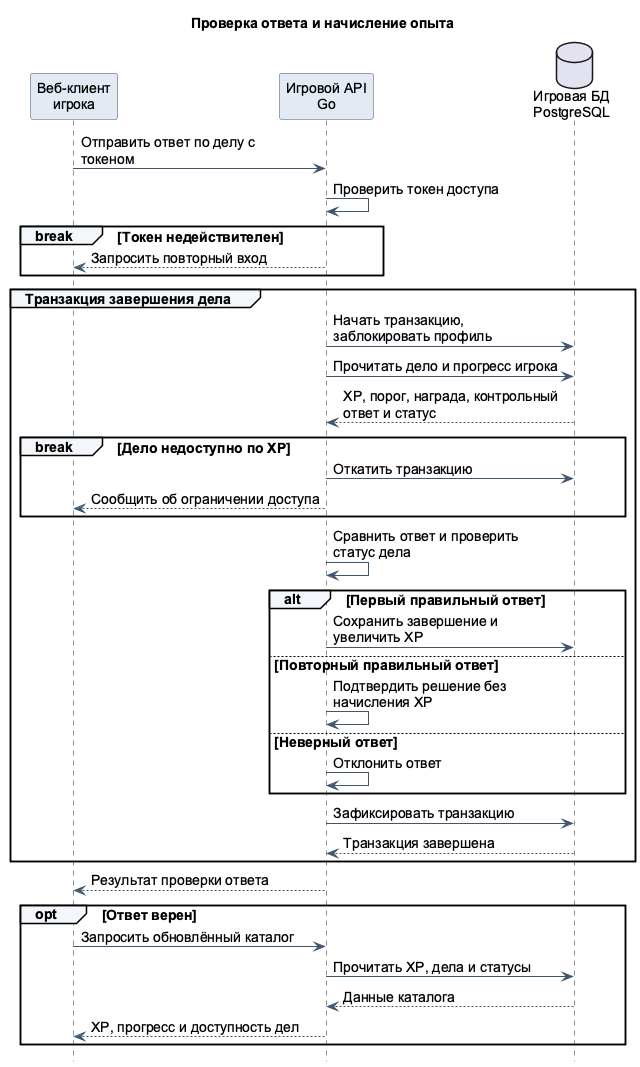 Проверка ответа и начисление опыта
Веб-клиент
игрока
Игровой API
Go
Игровая БД
PostgreSQL
Отправить ответ по делу с
токеном
Проверить токен доступа
break [Токен недействителен]
Запросить повторный вход
Транзакция завершения дела
Начать транзакцию,
заблокировать профиль
Прочитать дело и прогресс игрока
XP, порог, награда, контрольный
ответ и статус
break [Дело недоступно по XP]
Откатить транзакцию
Сообщить об ограничении доступа
Сравнить ответ и проверить
статус дела
alt [Первый правильный ответ]
Сохранить завершение и
увеличить XP
[Повторный правильный ответ]
Подтвердить решение без
начисления XP
[Неверный ответ]
Отклонить ответ
Зафиксировать транзакцию
Транзакция завершена
Результат проверки ответа
opt [Ответ верен]
Запросить обновлённый каталог
Прочитать XP, дела и статусы
Данные каталога
XP, прогресс и доступность дел